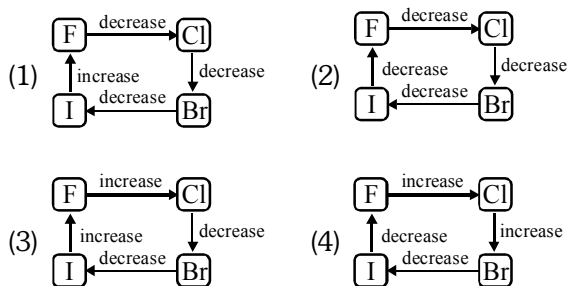 decrease
F Cl
(1) increase decrease
decrease
I Br
decrease
F Cl
(2) decrease decrease
decrease
I Br
increase
F Cl
(3) increase decrease
decrease
I Br
increase
F Cl
(4) decrease increase
decrease
I Br